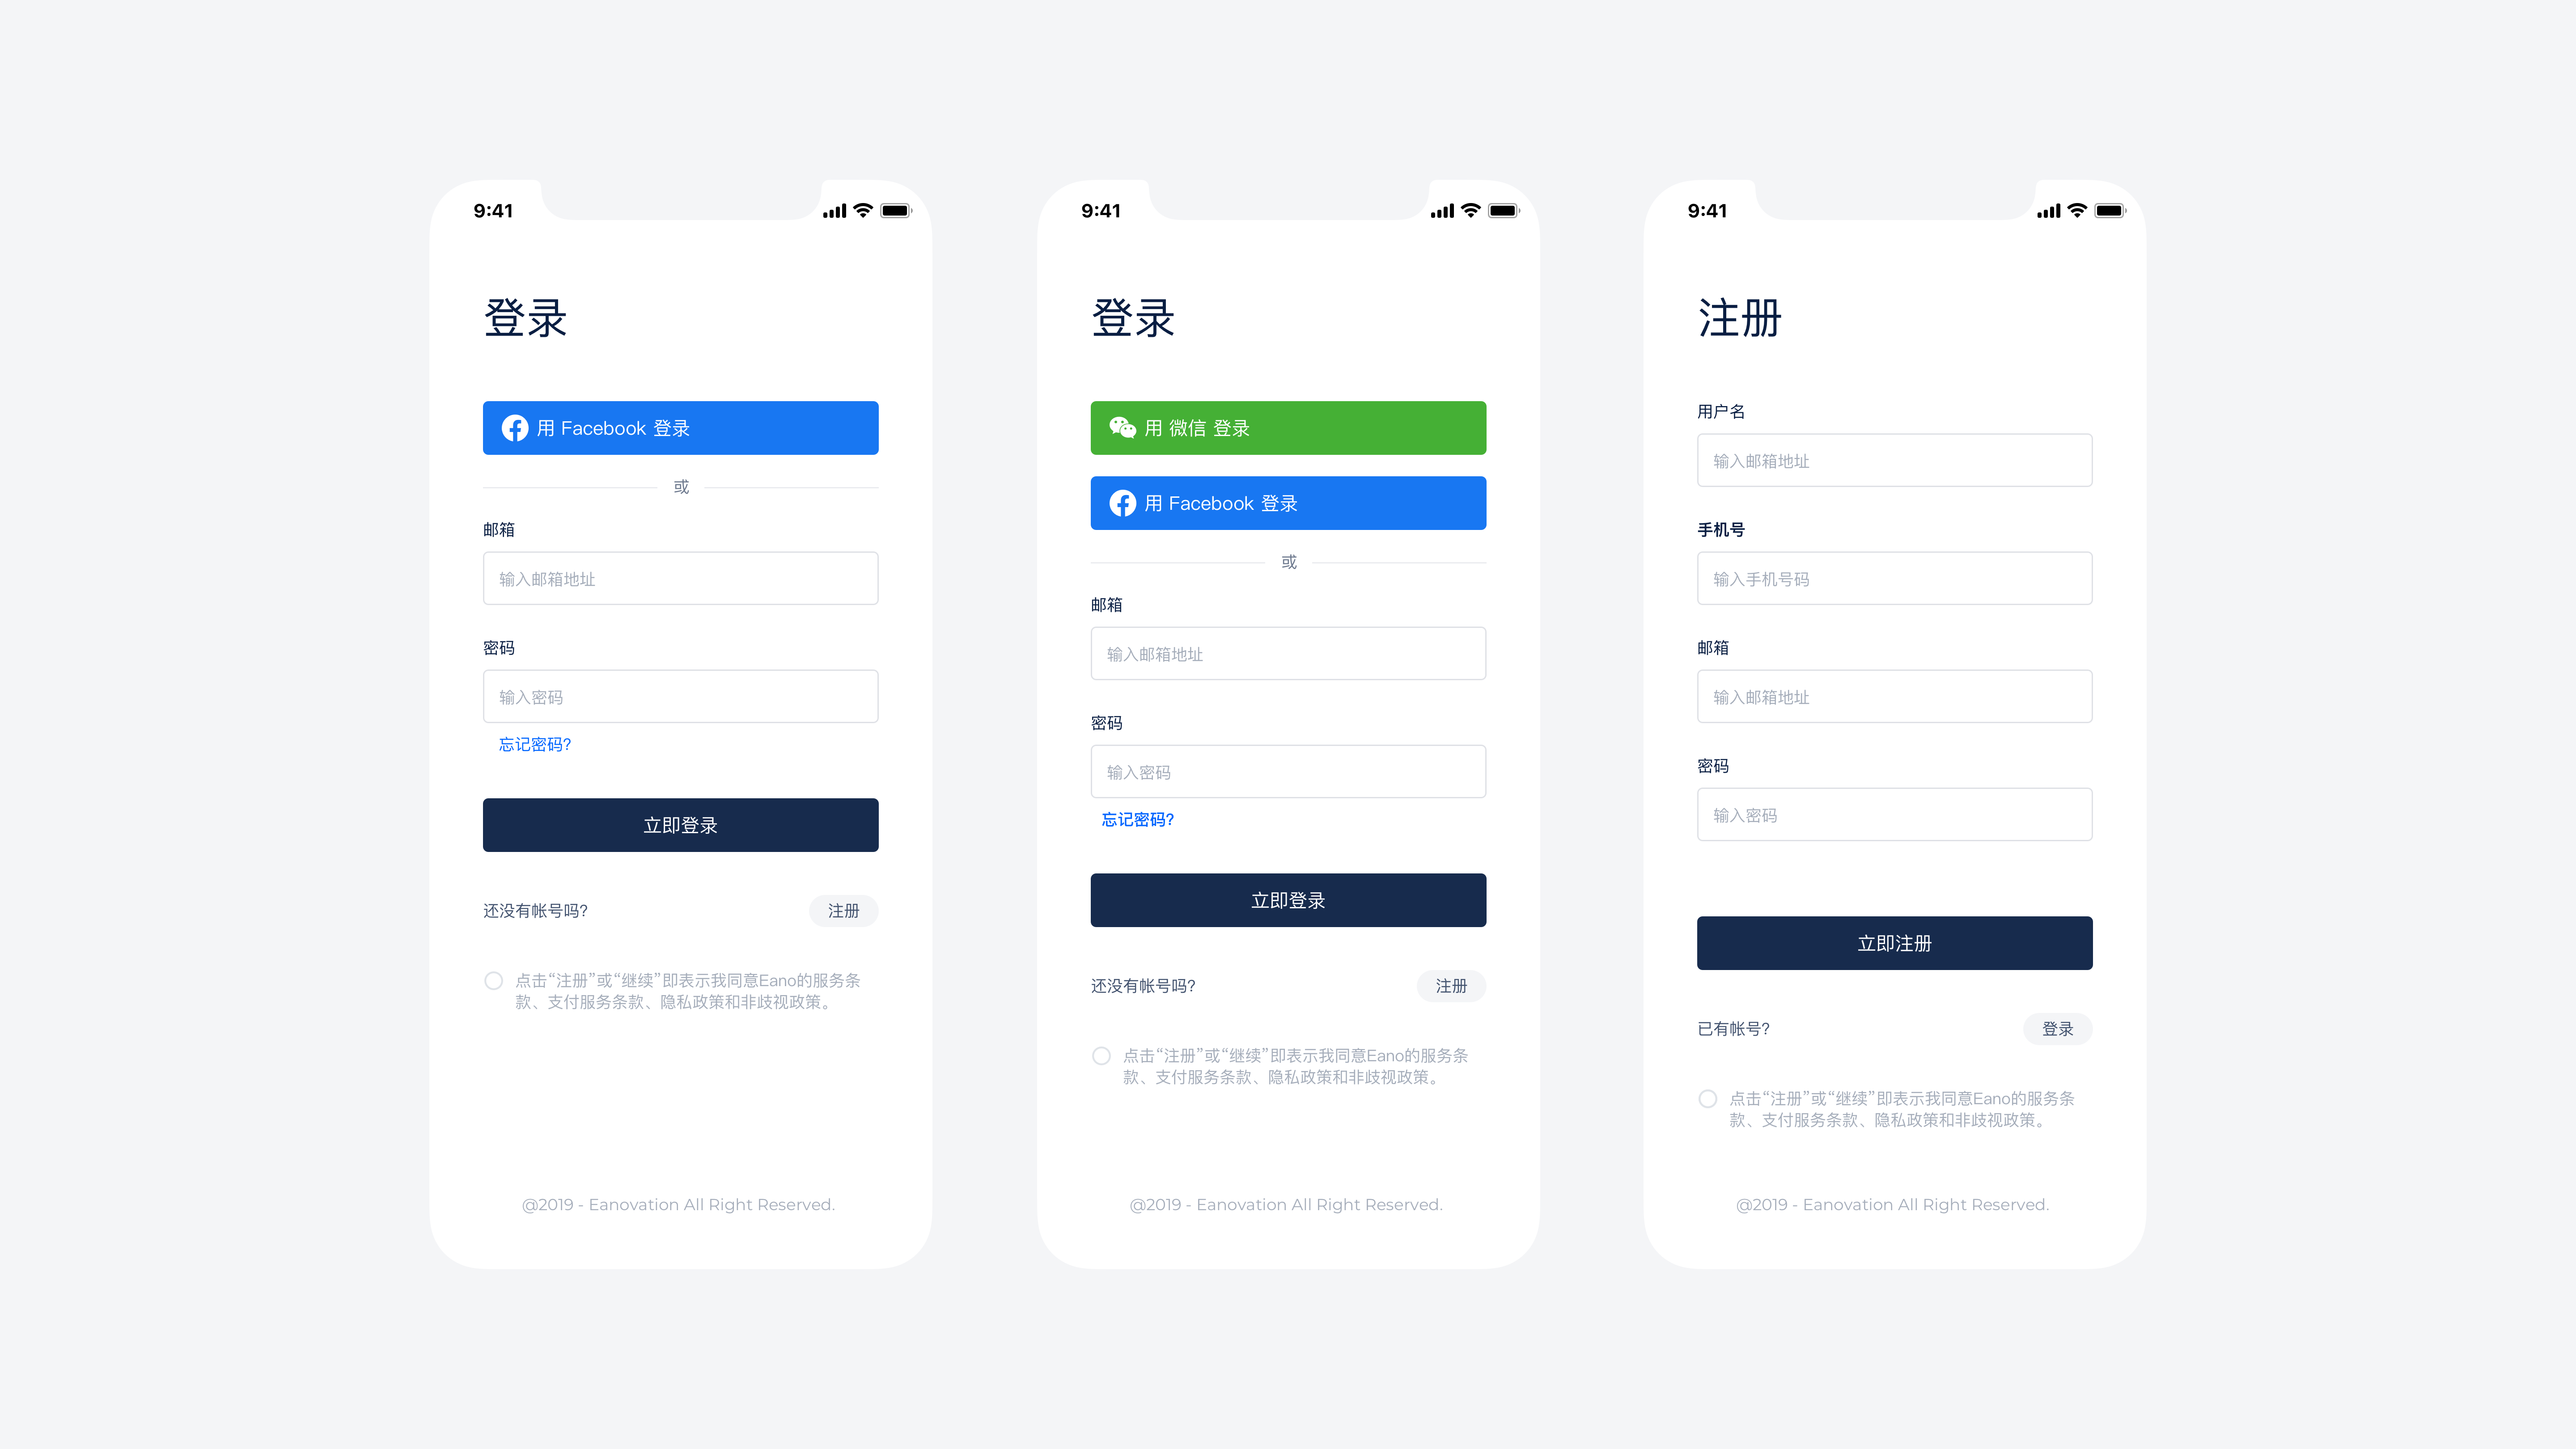 9:41
登录
用 Facebook 登录
或
邮箱
输入邮箱地址
密码
输入密码
忘记密码?
立即登录
还没有帐号吗?
注册
点击“注册”或“继续”即表示我同意Eano的服务条
款、支付服务条款、隐私政策和非歧视政策。
@2019 - Eanovation All Right Reserved.
9:41
登录
用 微信 登录
用 Facebook 登录
或
邮箱
输入邮箱地址
密码
输入密码
忘记密码?
立即登录
还没有帐号吗?
注册
点击“注册”或“继续”即表示我同意Eano的服务条
款、支付服务条款、隐私政策和非歧视政策。
@2019 - Eanovation All Right Reserved.
9:41
注册
用户名
输入邮箱地址
手机号
输入手机号码
邮箱
输入邮箱地址
密码
输入密码
立即注册
已有帐号?
登录
点击“注册”或“继续”即表示我同意Eano的服务条
款、支付服务条款、隐私政策和非歧视政策。
@2019 - Eanovation All Right Reserved.